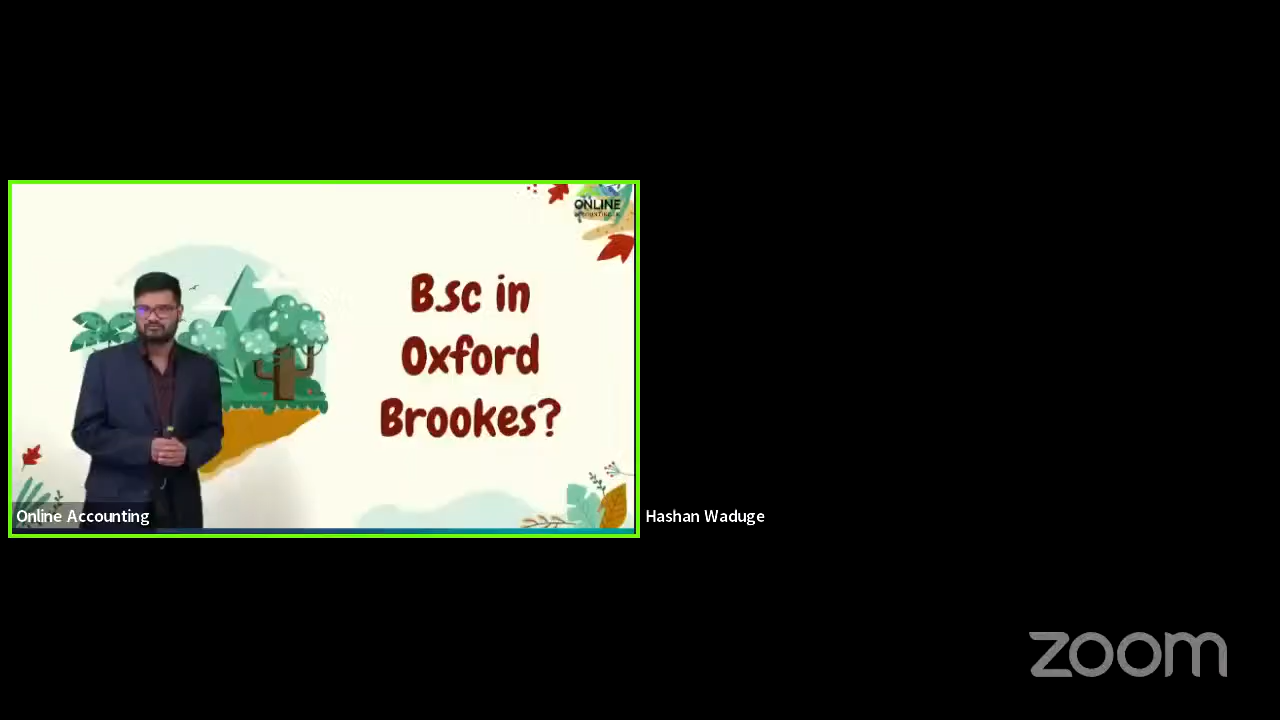 ONLINE
B.sc in
Oxford
Brookes?
Online Accounting
Hashan Waduge
zoom